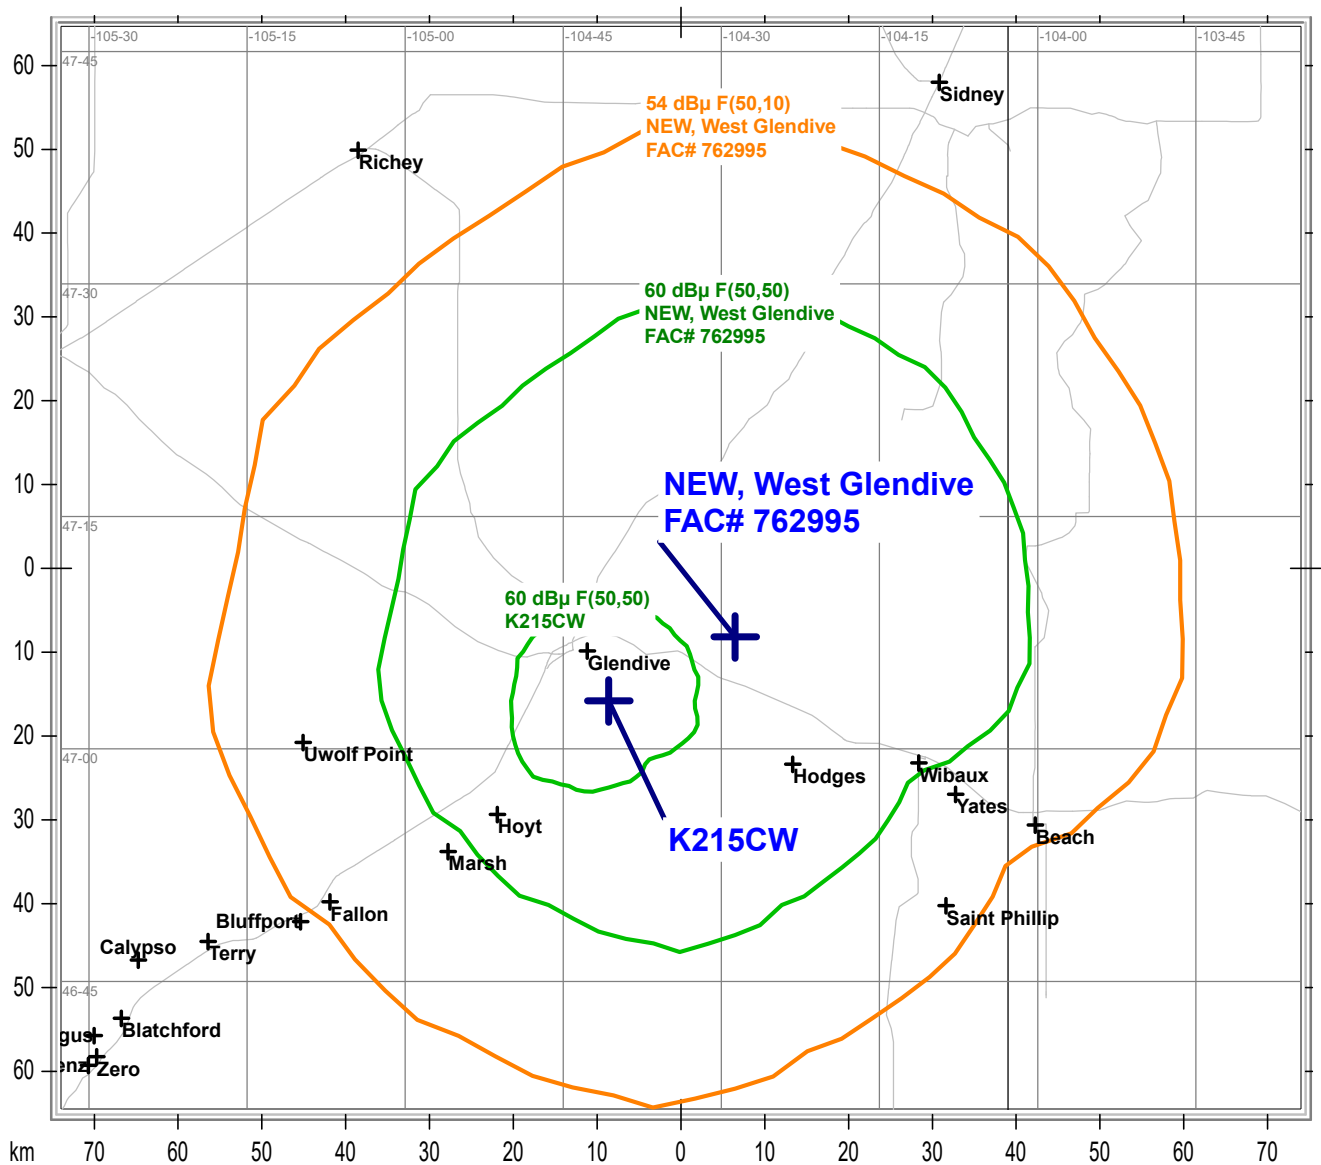 -105-30
-105-15
-105-00
-104-45
-104-30
-104-15
-104-00
-103-45
47-45
47-30
47-15
47-00
46-45
60
50
40
30
20
10
0
10
20
30
40
50
60
Sidney
54 dBµ F(50,10)
NEW, West Glendive
FAC# 762995
Richey
60 dBµ F(50,50)
NEW, West Glendive
FAC# 762995
NEW, West Glendive
FAC# 762995
60 dBµ F(50,50)
K215CW
Glendive
Uwolf Point
Hodges
Wibaux
Yates
Hoyt
K215CW
Beach
Marsh
Fallon
Bluffport
Saint Phillip
Calypso
Terry
Blatchford
gus
enz
Zero
km
70
60
50
40
30
20
10
0
10
20
30
40
50
60
70